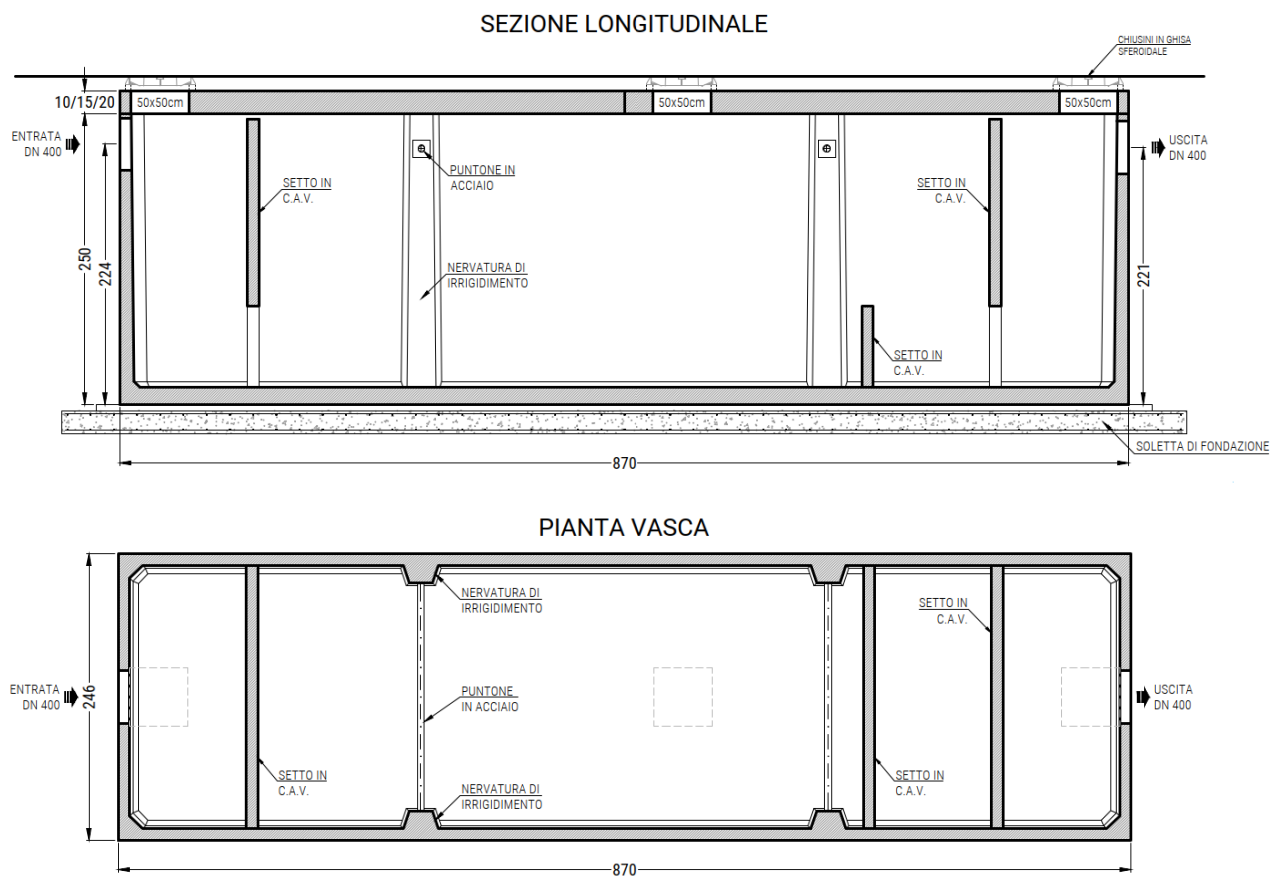 SEZIONE LONGITUDINALE
CHIUSINI IN GHISA
SFEROIDALE
10/15/20
50x50cm
50x50cm
50x50cm
ENTRATA
DN 400
USCITA
DN 400
PUNTONE IN
ACCIAIO
SETTO IN
C.A.V.
SETTO IN
C.A.V.
250
224
221
NERVATURA DI
IRRIGIDIMENTO
SETTO IN
C.A.V.
SOLETTA DI FONDAZIONE
870
PIANTA VASCA
NERVATURA DI
IRRIGIDIMENTO
SETTO IN
C.A.V.
ENTRATA
DN 400
246
PUNTONE
IN ACCIAIO
USCITA
DN 400
SETTO IN
C.A.V.
NERVATURA DI
IRRIGIDIMENTO
SETTO IN
C.A.V.
870